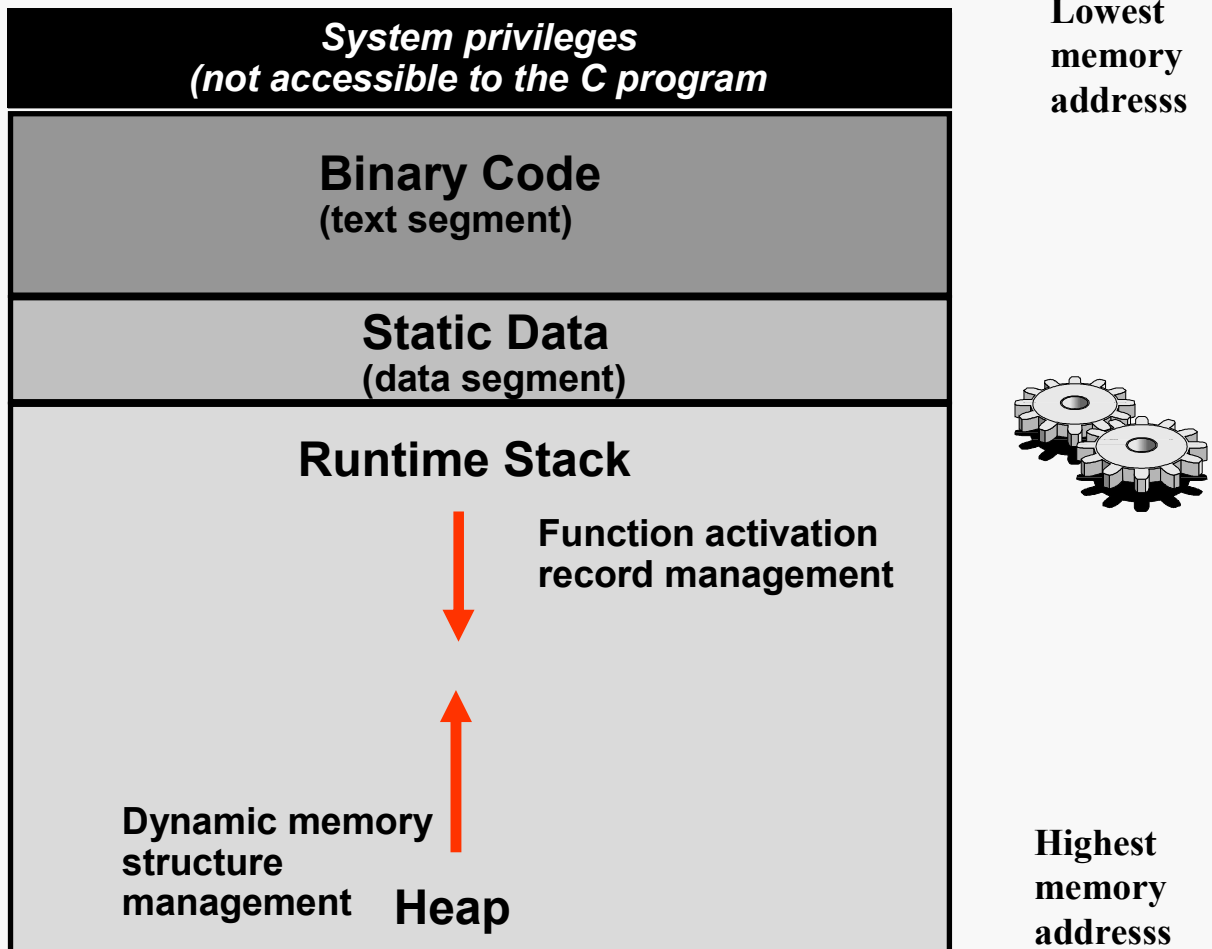 System privileges
(not accessible to the C program
Lowest
memory
addresss
Binary Code
(text segment)
Static Data
(data segment)
Runtime Stack
Function activation
record management
Dynamic memory
structure
management
Heap
Highest
memory
addresss